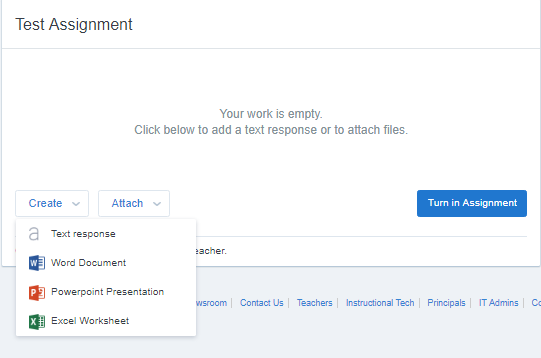 Test Assignment
Your work is empty.
Click below to add a text response or to attach files.
Create
Attach
Turn in Assignment
Text response
Word Document
Powerpoint Presentation
Excel Worksheet
eacher.
wsroom | Contact Us | Teachers | Instructional Tech | Principals | IT Admins | Co